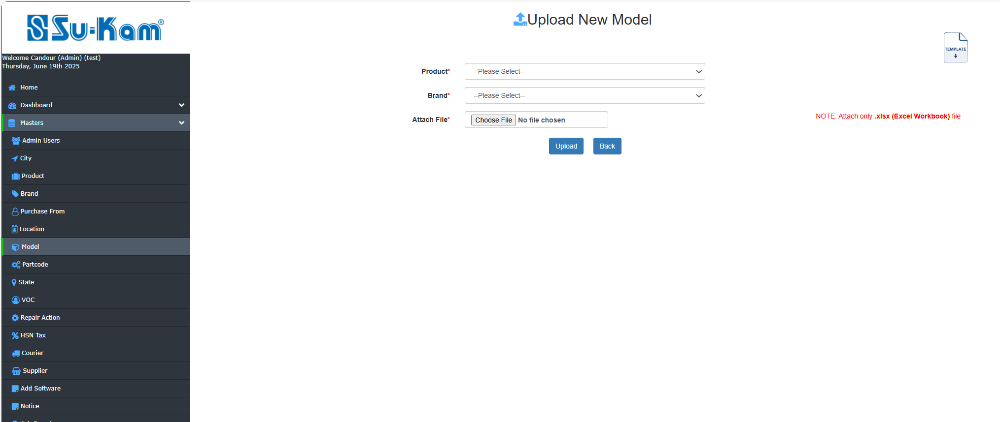 Su-Kam®
Welcome Candour (Admin) (test)
Thursday, June 19th 2025
Home
Dashboard
Masters
Admin Users
City
Product
Brand
Purchase From
Location
Model
Partcode
State
VOC
Repair Action
HSN Tax
Courier
Supplier
Add Software
Notice
Upload New Model
TEMPLATE
Product* --Please Select--
Brand* --Please Select--
Attach File* Choose File No file chosen
NOTE: Attach only .xlsx (Excel Workbook) file
Upload Back